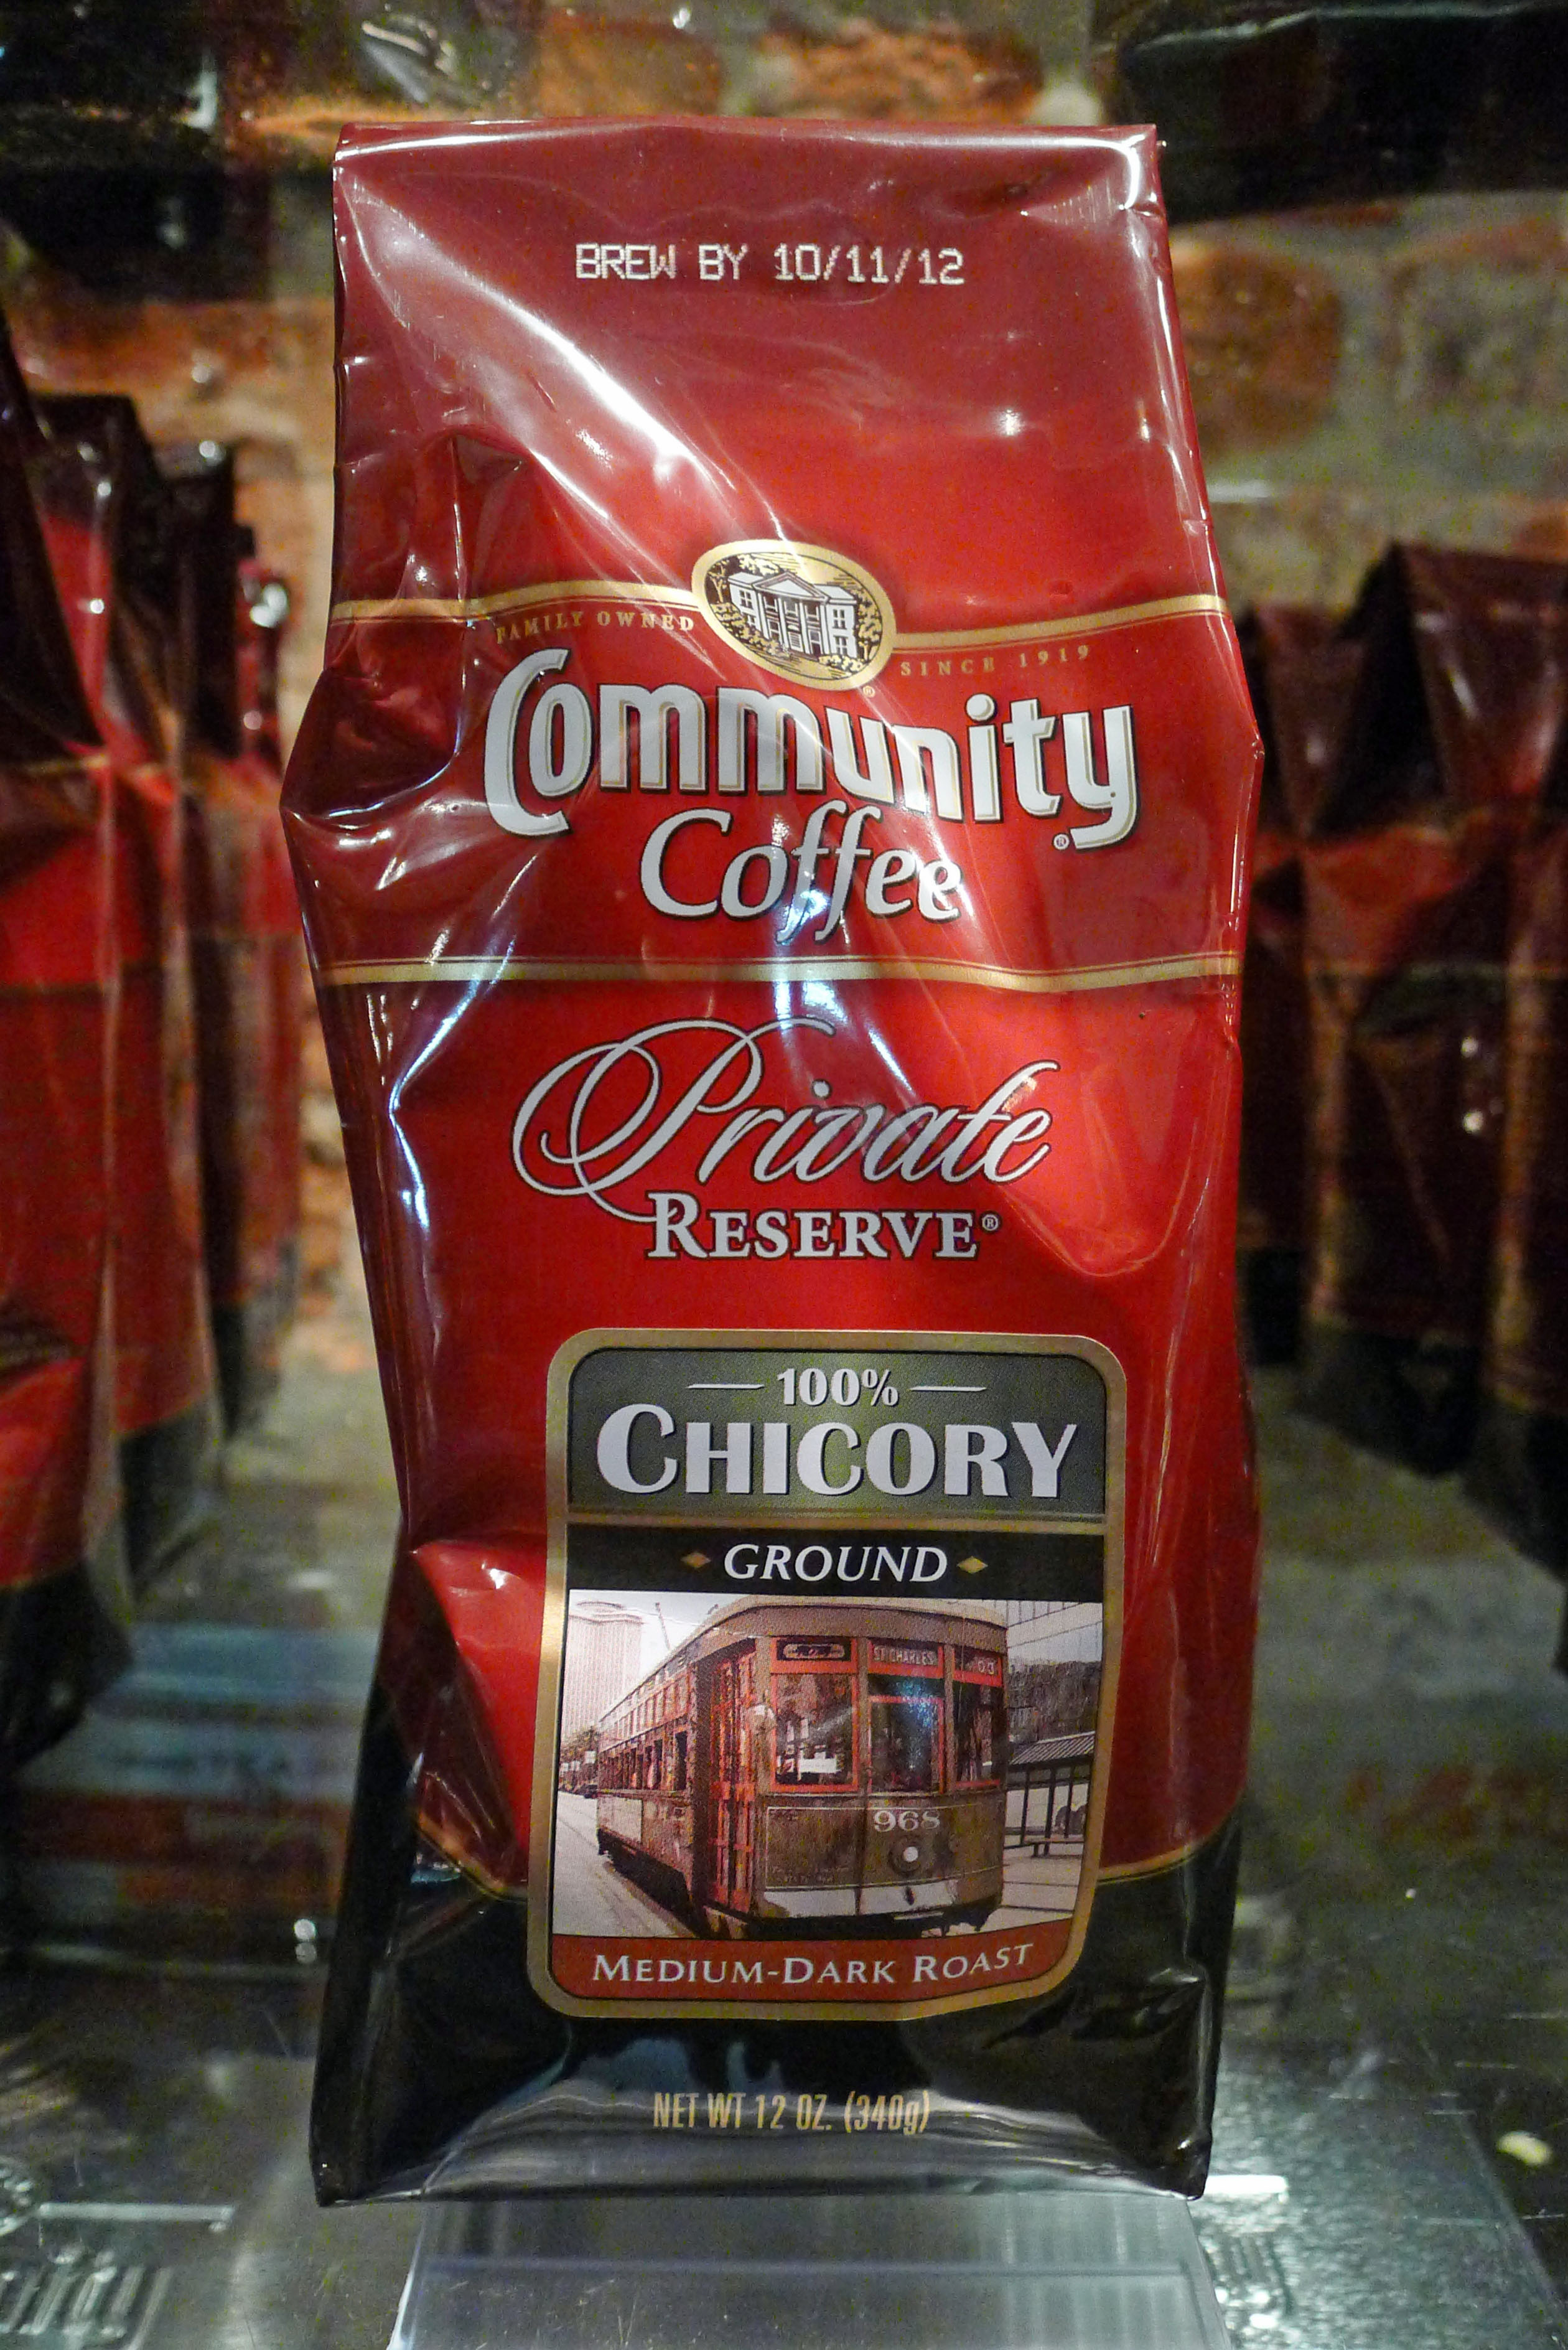 BREW BY 10/11/12
FAMILY OWNED
SINCE 1919
Community®
Coffee
Private
RESERVE®
100%
CHICORY
GROUND
ST. CHARLES
968
MEDIUM-DARK ROAST
NET WT 12 OZ. (340g)